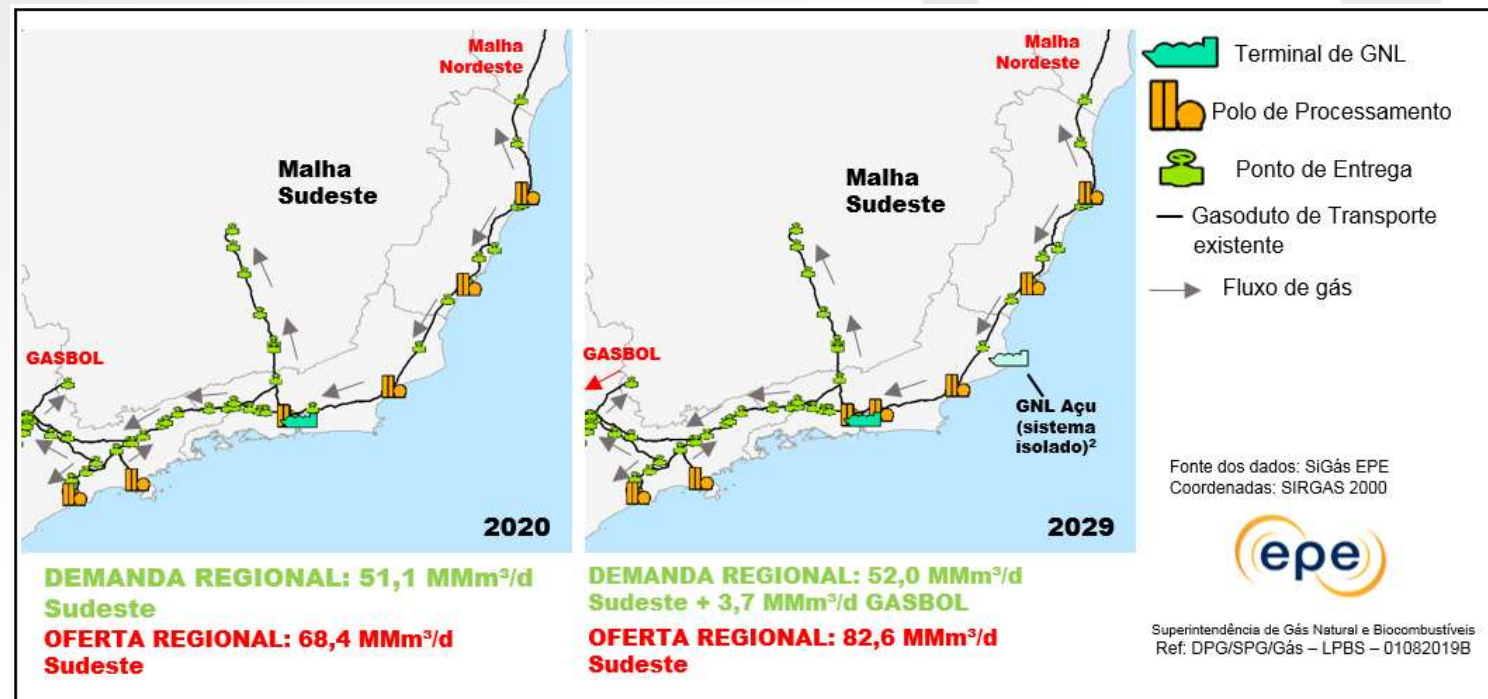 Malha
Nordeste
Malha
Sudeste
GASBOL
2020
DEMANDA REGIONAL: 51,1 MMm³/d
Sudeste
OFERTA REGIONAL: 68,4 MMm³/d
Sudeste
Malha
Nordeste
Malha
Sudeste
GASBOL
GNL Açu
(sistema
isolado)²
2029
DEMANDA REGIONAL: 52,0 MMm³/d
Sudeste + 3,7 MMm³/d GASBOL
OFERTA REGIONAL: 82,6 MMm³/d
Sudeste
Terminal de GNL
Polo de Processamento
Ponto de Entrega
Gasoduto de Transporte
existente
Fluxo de gás
Fonte dos dados: SiGás EPE
Coordenadas: SIRGAS 2000
epe
Superintendência de Gás Natural e Biocombustíveis
Ref: DPG/SPG/Gás – LPBS – 01082019B